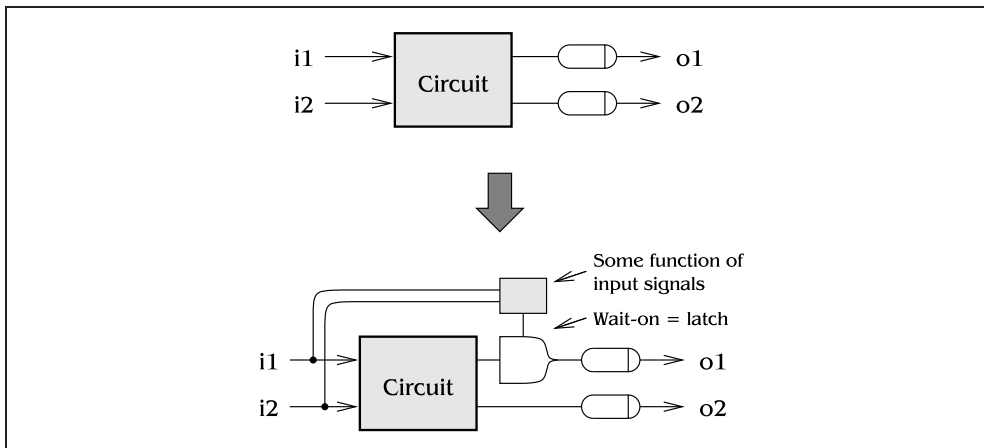 i1
Circuit
o1
i2
o2
Some function of
input signals
Wait-on = latch
i1
Circuit
o1
i2
o2